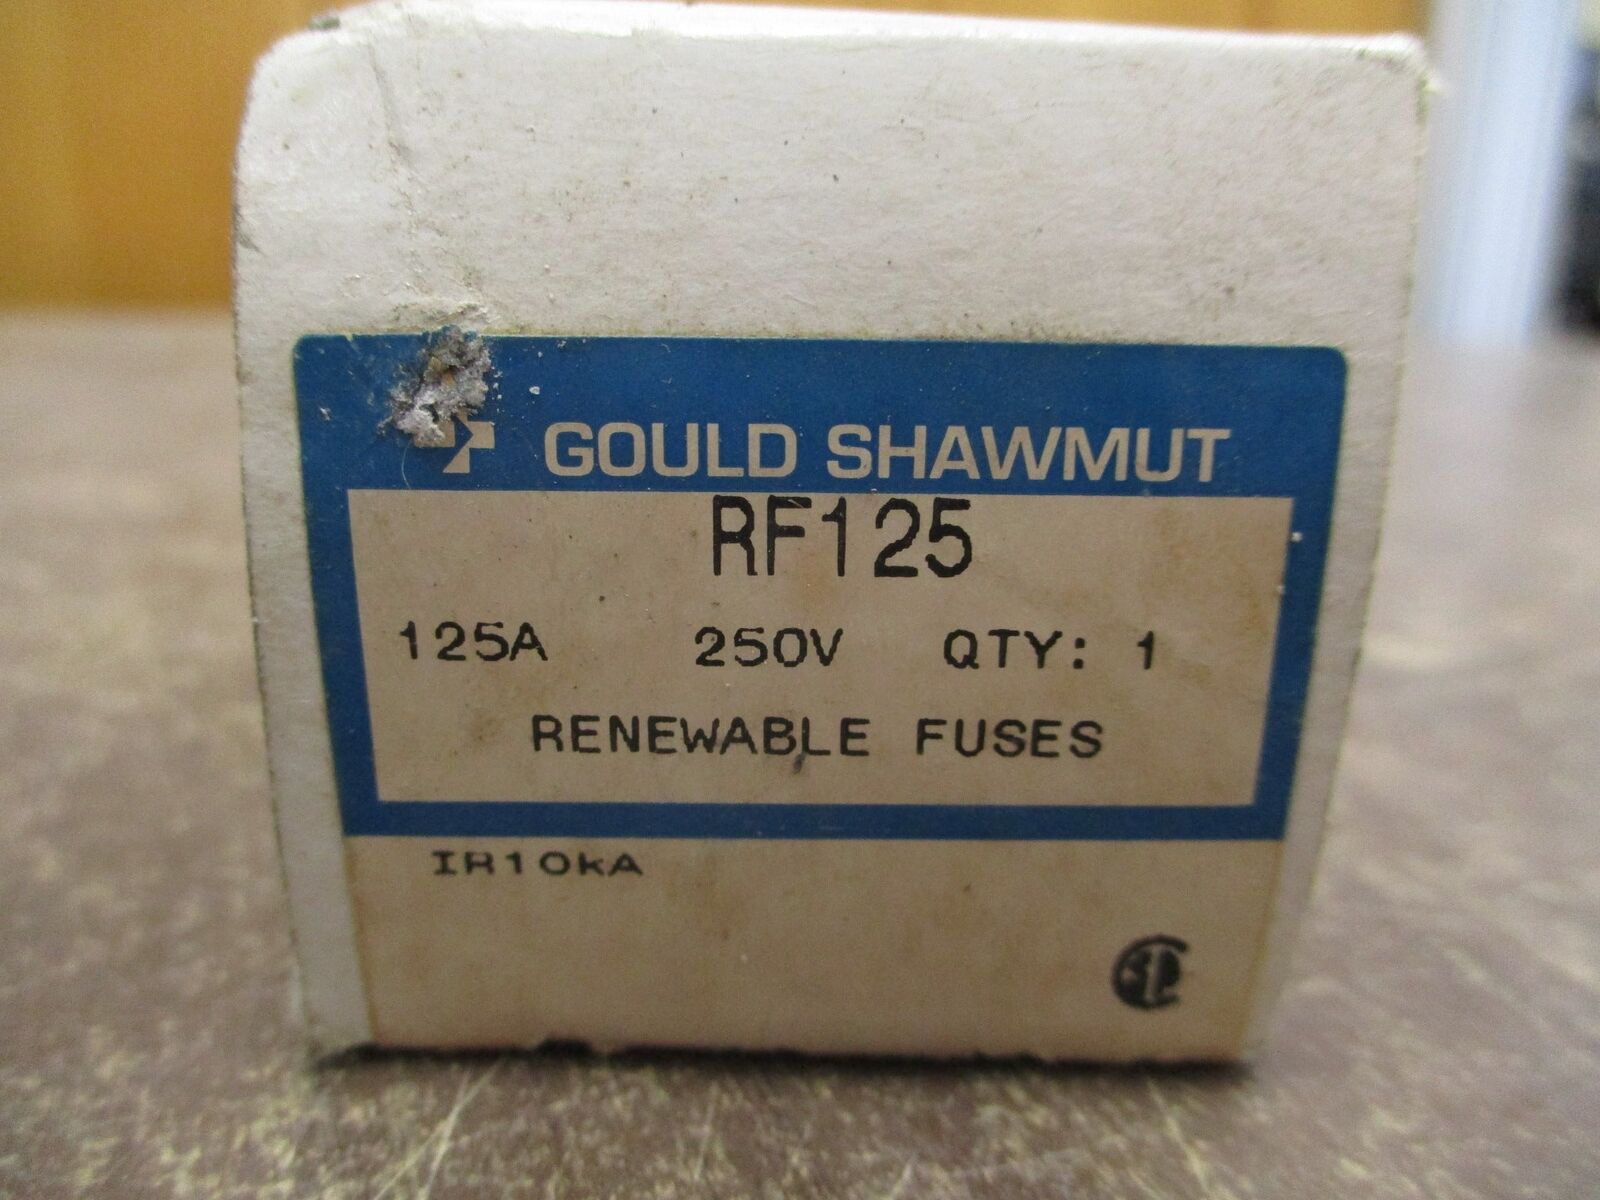 GOULD SHAWMUT
RF125
125A 250V QTY: 1
RENEWABLE FUSES
IR10kA